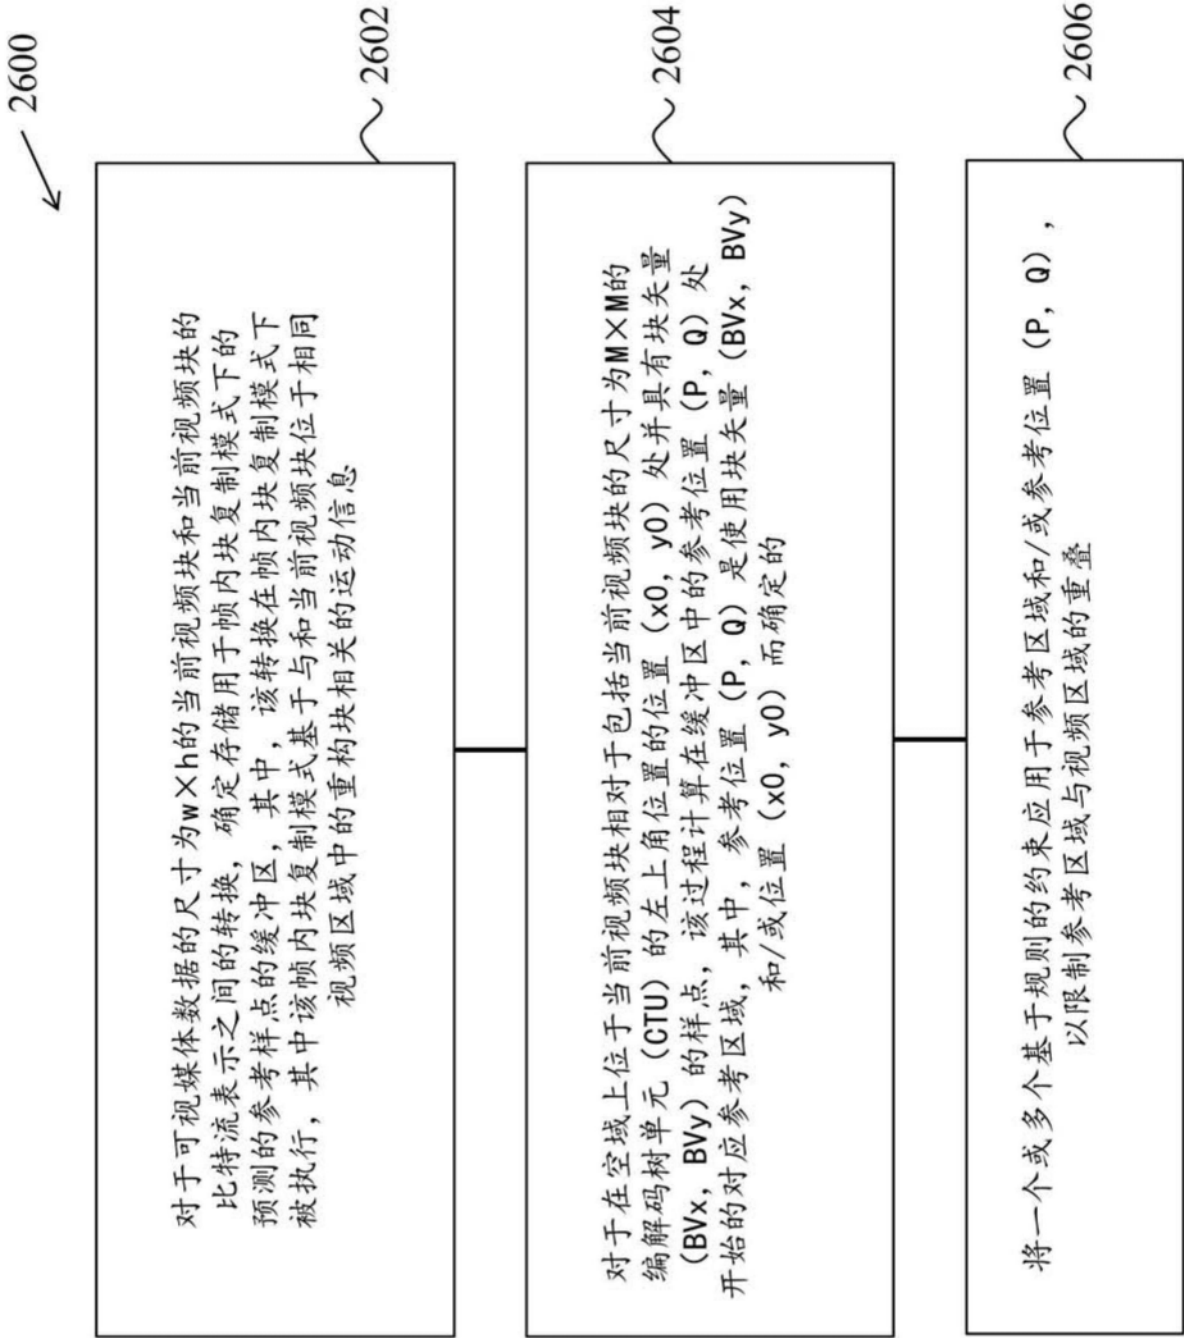 2600
2602
对于可视媒体数据的尺寸为w×h的当前视频块和当前视频块的
比特流表示之间的转换，确定存储用于帧内块复制模式下的
预测的参考样点的缓冲区，其中，该转换在帧内块复制模式下
被执行，其中该帧内块复制模式基于与和当前视频块位于相同
视频区域中的重构块相关的运动信息
2604
对于在空域上位于当前视频块相对于包括当前视频块的尺寸为M×M的
编解码树单元（CTU）的左上角位置的位置（x0, y0）处并具有块矢量
（BVx, BVy）的样点，该过程计算在缓冲区中的参考位置（P, Q）处
开始的对应参考区域，其中，参考位置（P, Q）是使用块矢量（BVx, BVy）
和/或位置（x0, y0）而确定的
2606
将一个或多个基于规则的约束应用于参考区域和/或参考位置（P, Q），
以限制参考区域与视频区域的重叠